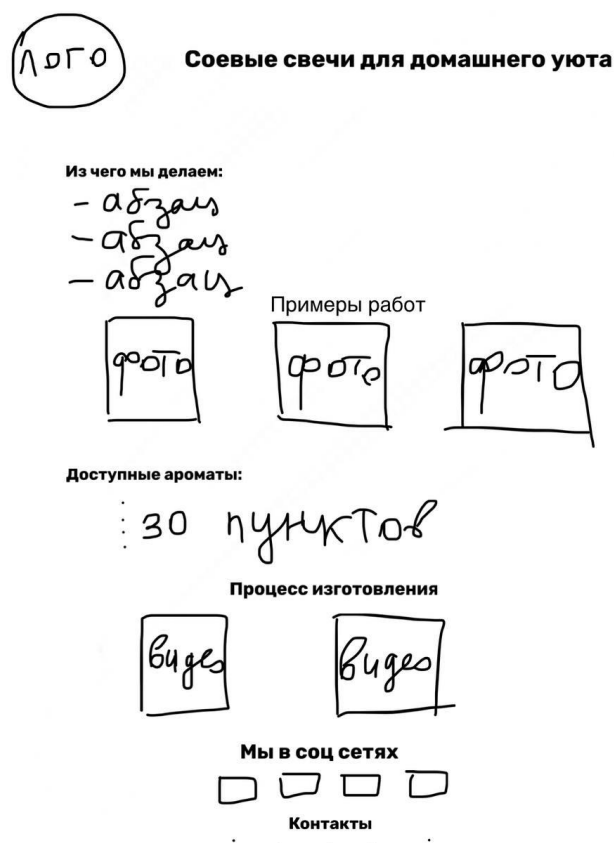 лого
Соевые свечи для домашнего уюта
Из чего мы делаем:
- абзац
- абзац
- абзац
Примеры работ
фото фото фото
Доступные ароматы:
30 пунктов
Процесс изготовления
видео видео
Мы в соц сетях
Контакты